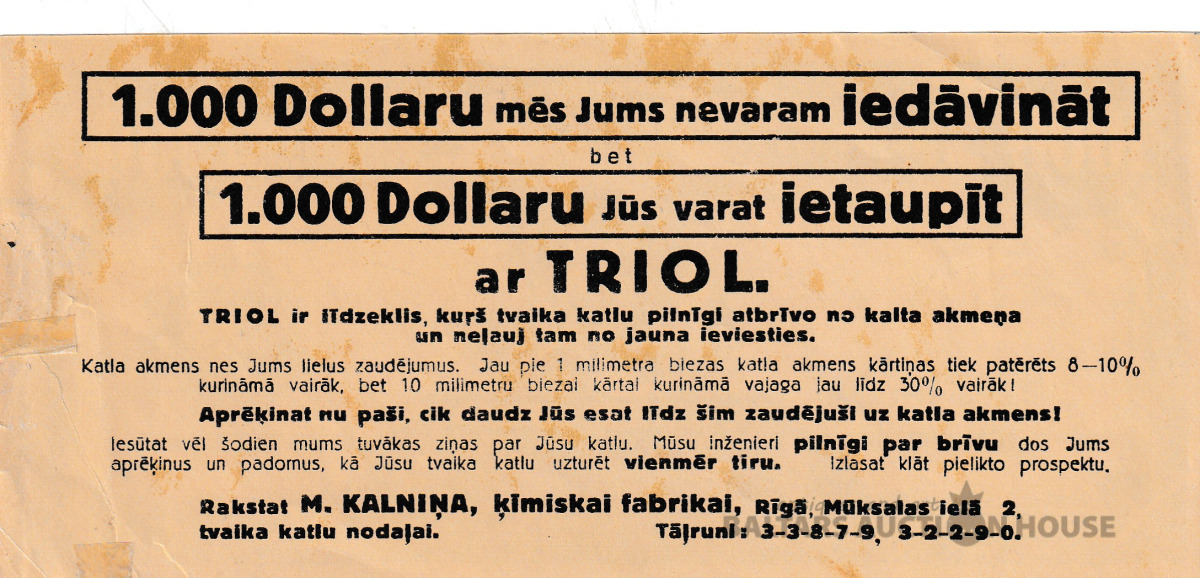 1.000 Dollaru mēs Jums nevaram iedāvināt
bet
1.000 Dollaru Jūs varat ietaupīt
ar TRIOL.
TRIOL ir līdzeklis, kuŗš tvaika katlu pilnīgi atbrīvo no kalta akmeņa
un neļauj tam no jauna ieviesties.
Katla akmens nes Jums lielus zaudējumus. Jau pie 1 milimetra biezas katla akmens kārtiņas tiek patērēts 8—10%
kurināmā vairāk, bet 10 milimetru biezai kārtai kurināmā vajaga jau līdz 30% vairāk!
Aprēķinat nu paši, cik daudz Jūs esat līdz šim zaudējuši uz katla akmens!
Iesūtat vēl šodien mums tuvākas ziņas par Jūsu katlu. Mūsu inženieri pilnīgi par brīvu dos Jums
aprēķinus un padomus, kā Jūsu tvaika katlu uzturēt vienmēr tīru. Izlasat klāt pielikto prospektu.
Rakstat M. KALNIŅA, ķīmiskai fabrikai, Rīgā, Mūksalas ielā 2,
tvaika katlu nodaļai. Tāļruni: 3-3-8-7-9, 3-2-2-9-0.
BALTARS AUCTION HOUSE